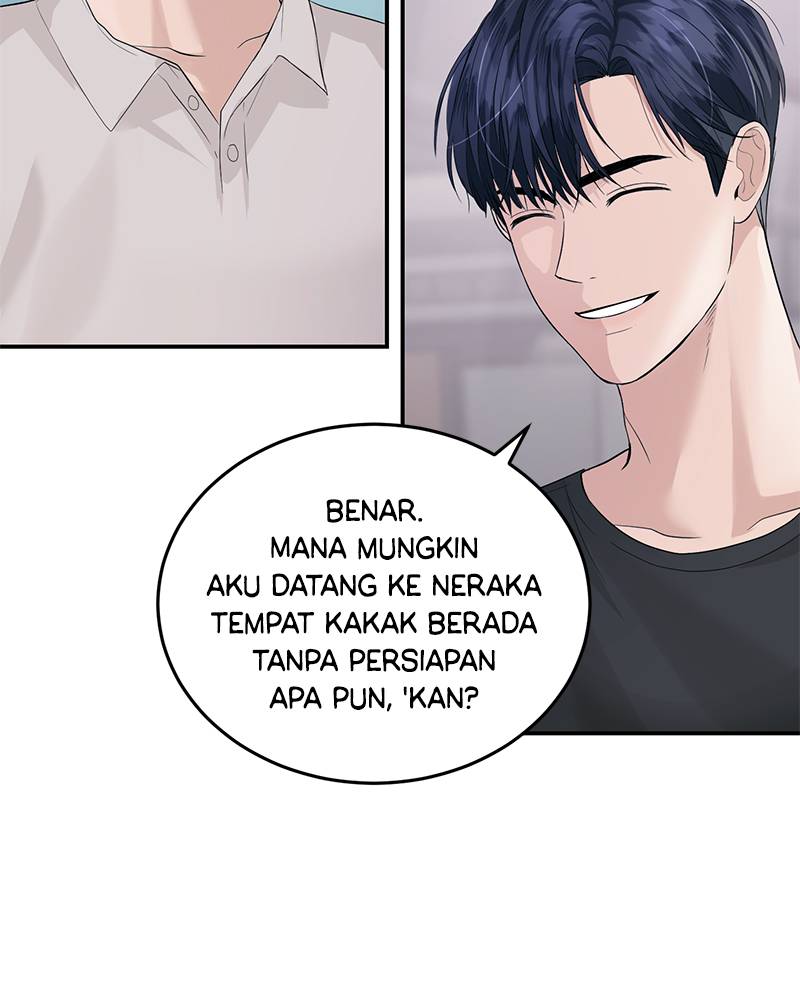 BENAR.
MANA MUNGKIN
AKU DATANG KE NERAKA
TEMPAT KAKAK BERADA
TANPA PERSIAPAN
APA PUN, 'KAN?